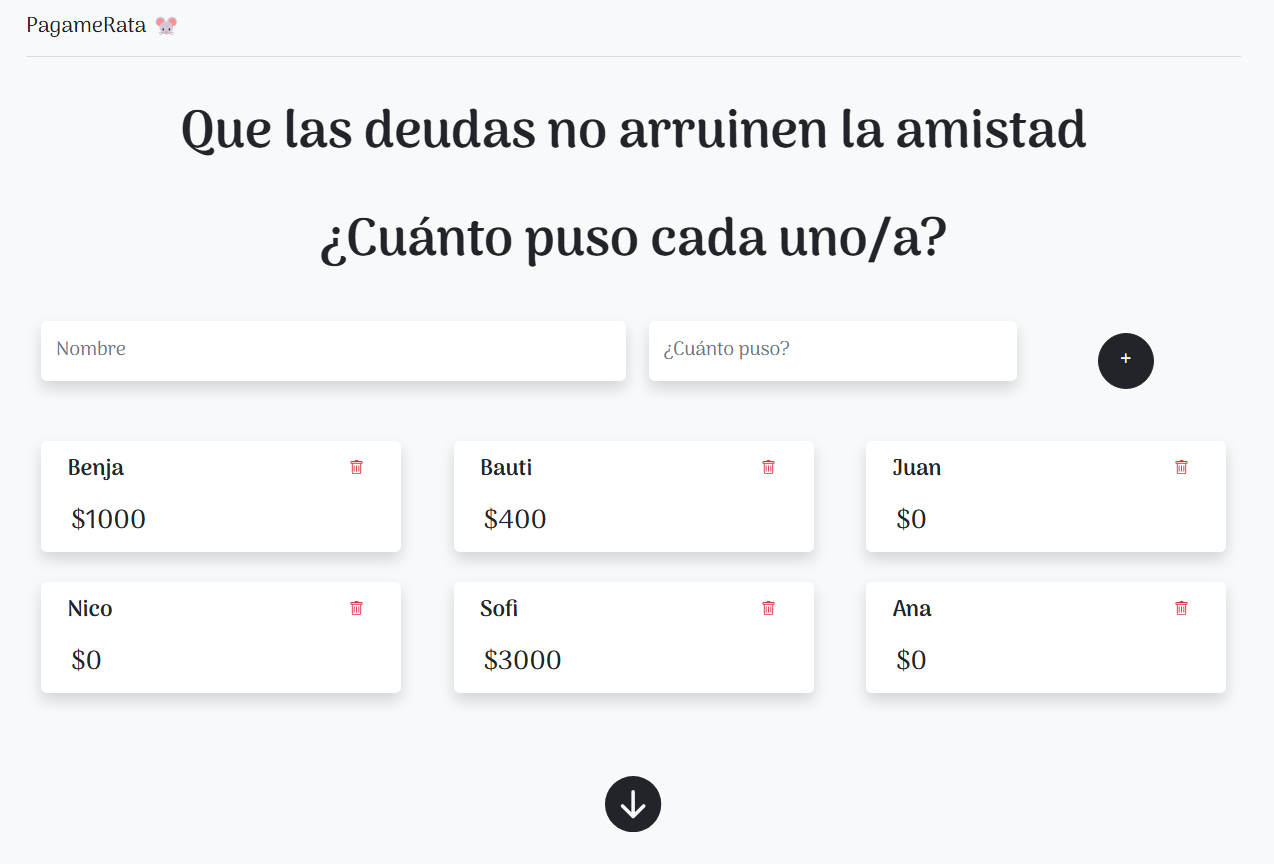 PagameRata 🐭
Que las deudas no arruinen la amistad
¿Cuánto puso cada uno/a?
Nombre
¿Cuánto puso?
+
Benja
Bauti
Juan
$1000
$400
$0
Nico
Sofi
Ana
$0
$3000
$0